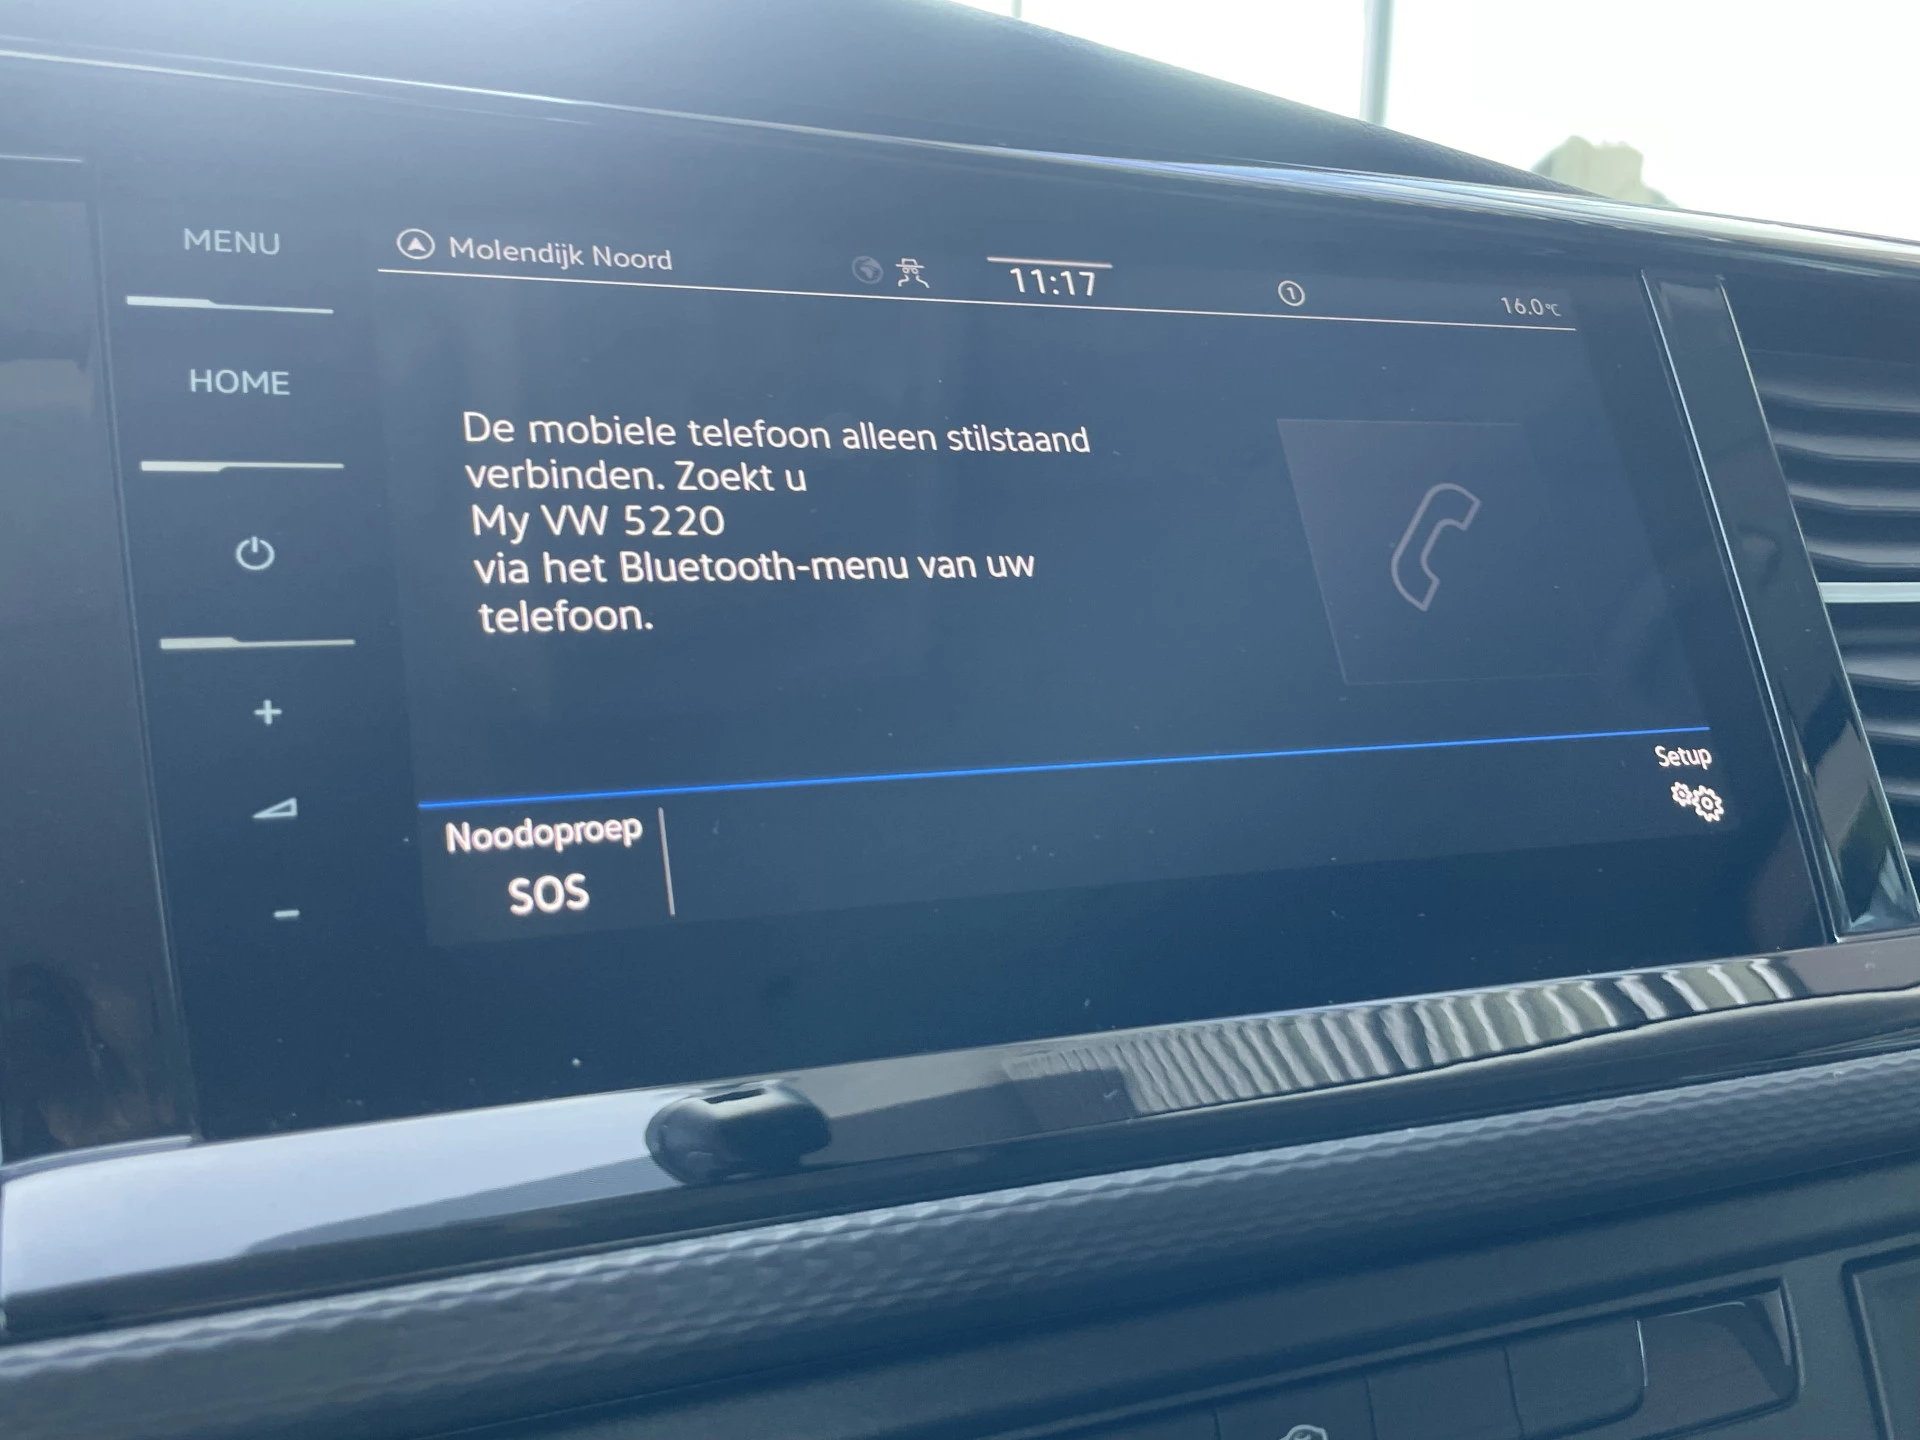 MENU
HOME
Molendijk Noord
11:17
1
16.0°C
De mobiele telefoon alleen stilstaand
verbinden. Zoekt u
My VW 5220
via het Bluetooth-menu van uw
telefoon.
Setup
Noodoproep
SOS
+
-